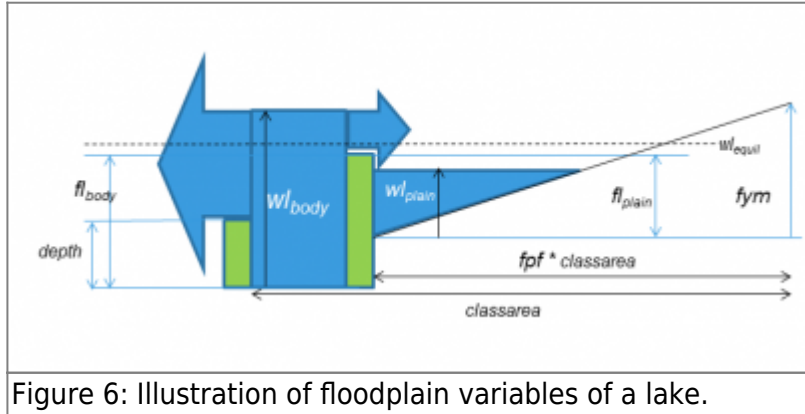 wl_equil
fl_body
wl_body
wl_plain
fl_plain
fym
depth
fpf * classarea
classarea
Figure 6: Illustration of floodplain variables of a lake.